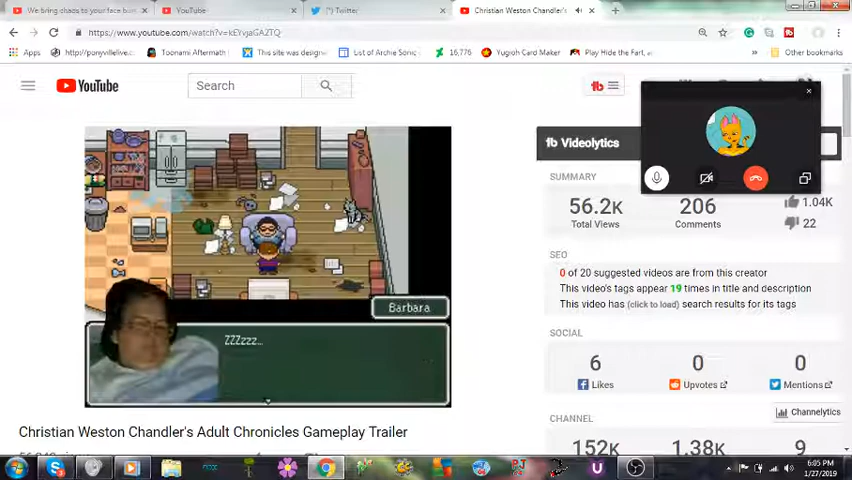 We bring chaos to your face bu
YouTube
(*) Twitter
Christian Weston Chandler's
https://www.youtube.com/watch?v=kEYvjaGAZTQ
http://ponyvillelive.
Toonami Aftermath
This site was design
List of Archie Sonic
16,776
Yugioh Card Maker
Play Hide the Fart, a
Other bookmarks
YouTube
Search
fb
fb Videolytics
SUMMARY
56.2K
Total Views
206
Comments
1.04K
22
SEO
0 of 20 suggested videos are from this creator
This video's tags appear 19 times in title and description
This video has (click to load) search results for its tags
Barbara
ZZZzzz...
SOCIAL
6
Likes
0
Upvotes
0
Mentions
Channelytics
CHANNEL
152K
1.38K
9
Christian Weston Chandler's Adult Chronicles Gameplay Trailer
6:05 PM
1/27/2019